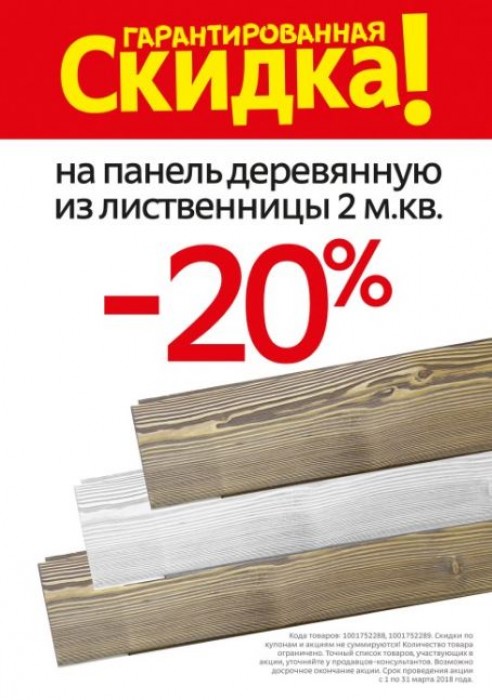 ГАРАНТИРОВАННАЯ
Скидка!
на панель деревянную
из лиственницы 2 м.кв.
-20%
Кода товаров: 1001752288, 1001752289. Скидки по
купонам и акциям не суммируются! Количество товара
ограничено. Точный список товаров, участвующих в
акции, уточняйте у продавцов-консультантов. Возможно
досрочное окончание акции. Срок проведения акции
с 1 по 31 марта 2018 года.